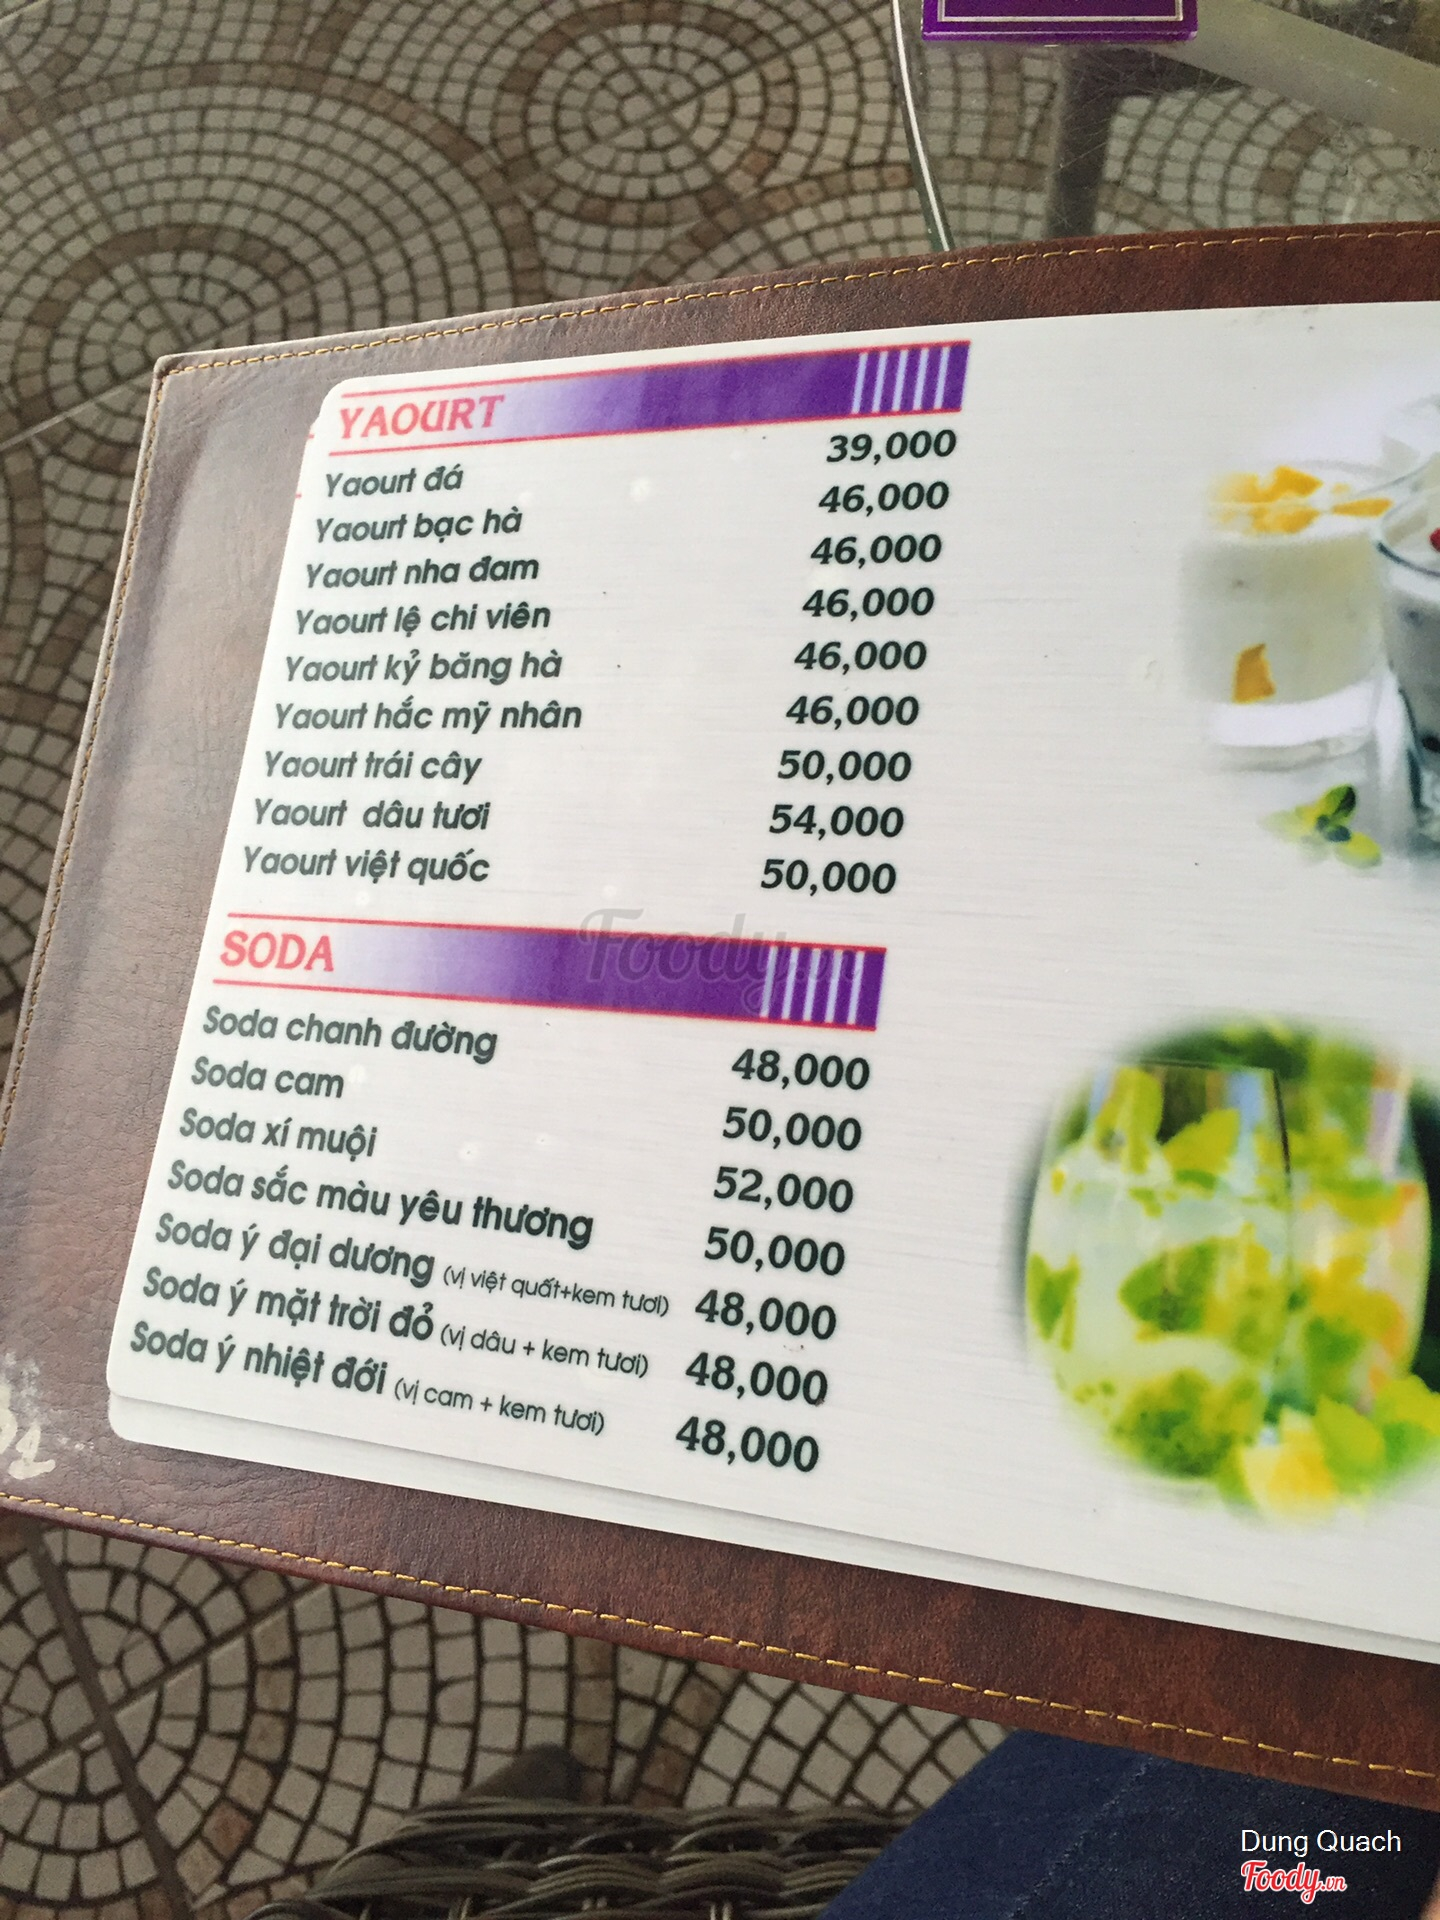 YAOURT
Yaourt đá 39,000
Yaourt bạc hà 46,000
Yaourt nha đam 46,000
Yaourt lệ chi viên 46,000
Yaourt kỷ băng hà 46,000
Yaourt hắc mỹ nhân 46,000
Yaourt trái cây 50,000
Yaourt dâu tươi 54,000
Yaourt việt quốc 50,000
SODA
Soda chanh đường 48,000
Soda cam 50,000
Soda xí muội 52,000
Soda sắc màu yêu thương 50,000
Soda ý đại dương (vị việt quất+kem tươi) 48,000
Soda ý mặt trời đỏ (vị dâu + kem tươi) 48,000
Soda ý nhiệt đới (vị cam + kem tươi) 48,000
Foody.vn
Dung Quach
Foody.vn